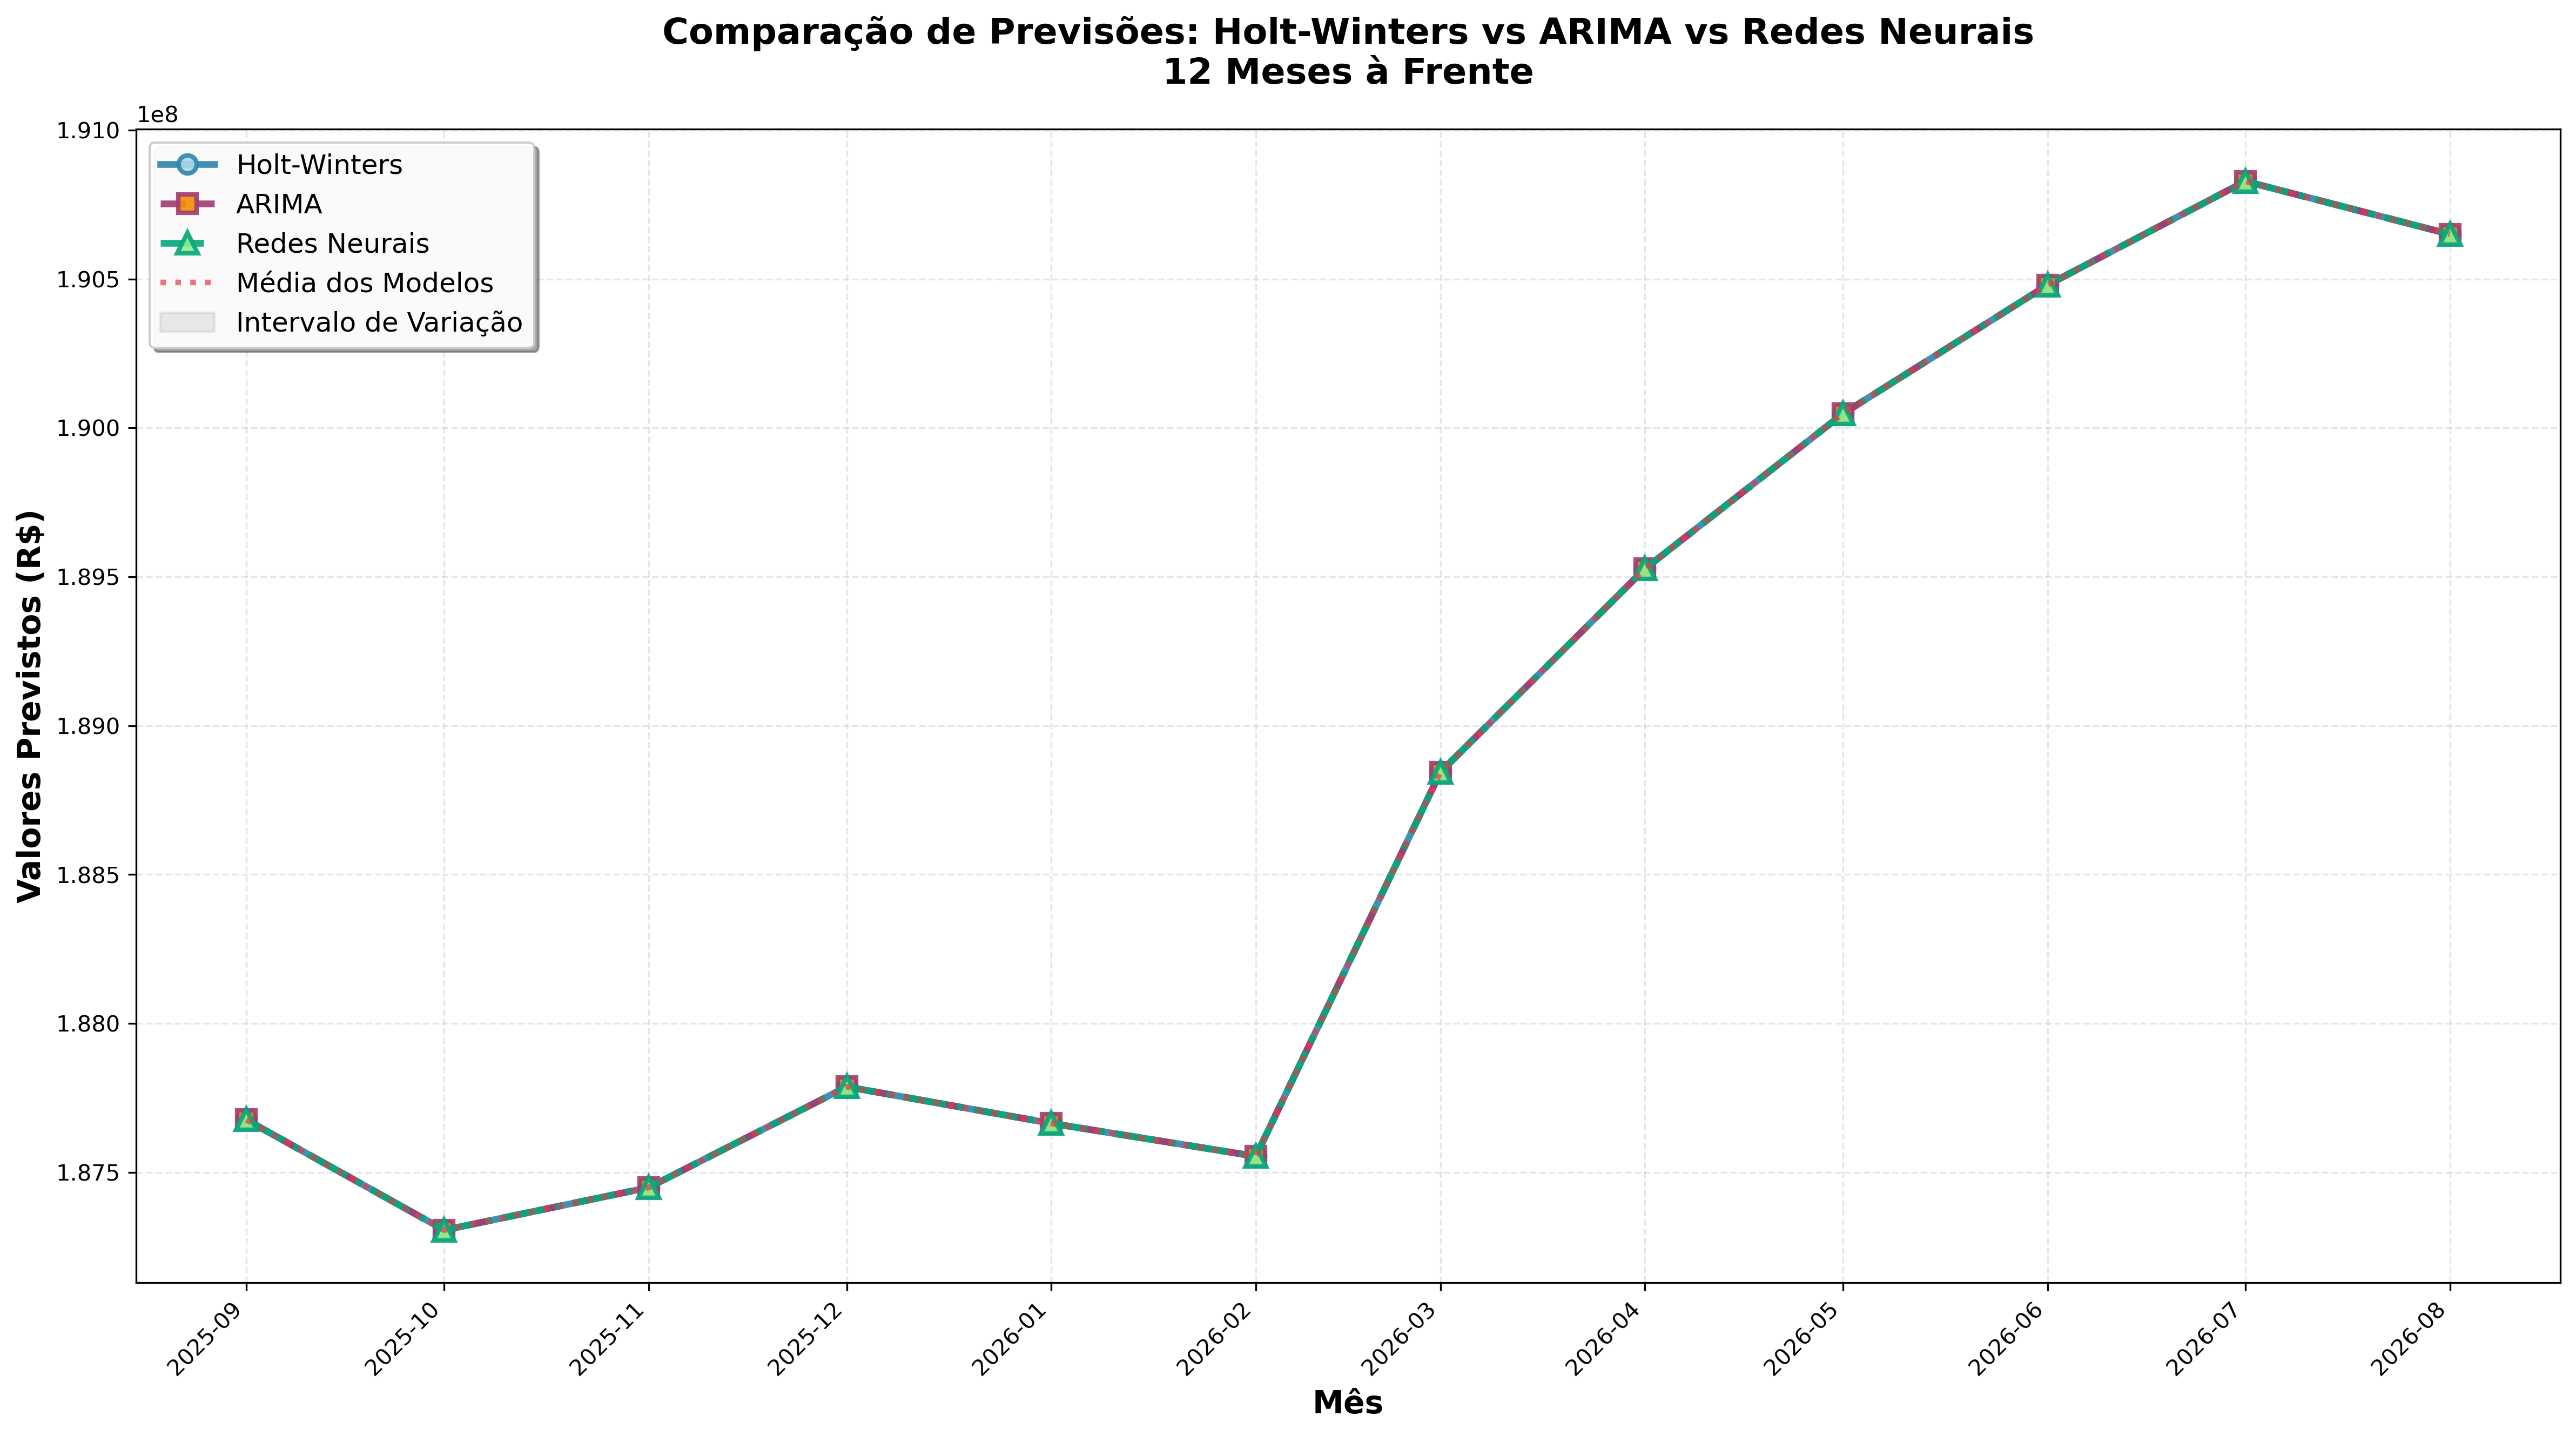 Comparação de Previsões: Holt-Winters vs ARIMA vs Redes Neurais
12 Meses à Frente
1e8
1.910
1.905
1.900
1.895
1.890
1.885
1.880
1.875
Valores Previstos (R$)
Holt-Winters
ARIMA
Redes Neurais
Média dos Modelos
Intervalo de Variação
2025-09
2025-10
2025-11
2025-12
2026-01
2026-02
2026-03
2026-04
2026-05
2026-06
2026-07
2026-08
Mês